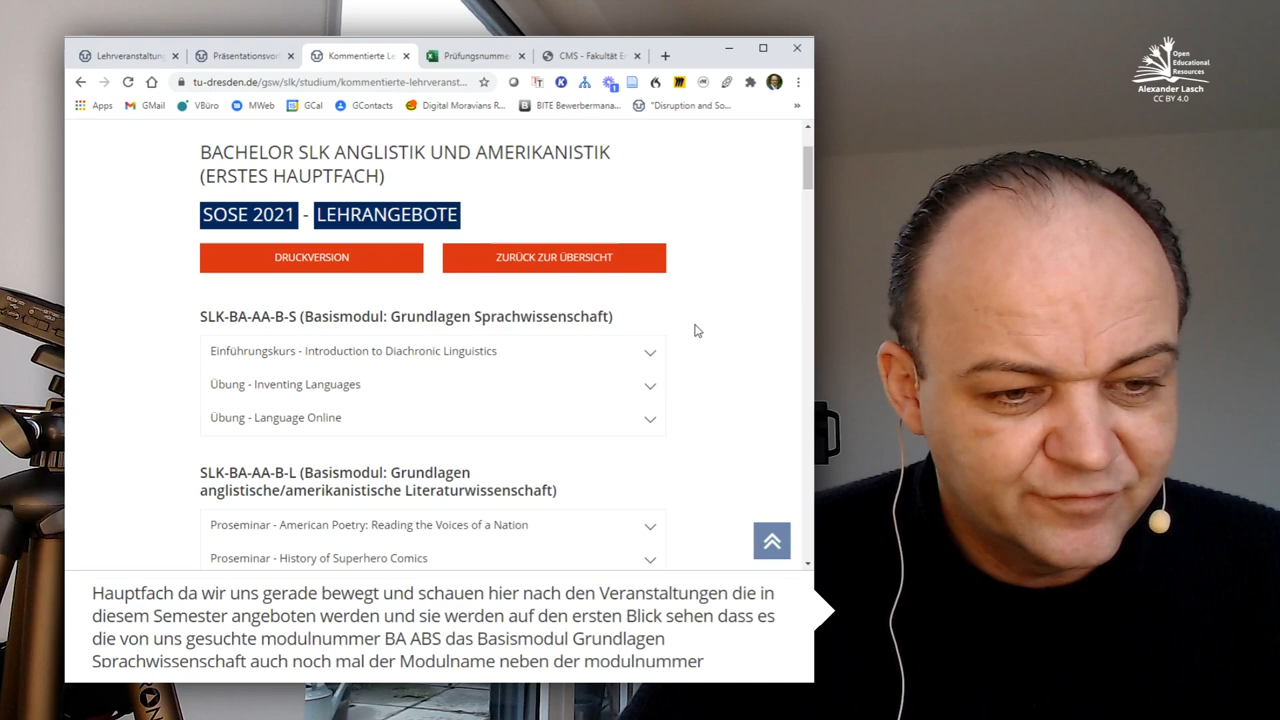 Lehrveranstaltung
Präsentationsvor
Kommentierte Le
Prüfungsnumme
CMS – Fakultät E
tu-dresden.de/gsw/slk/studium/kommentierte-lehrveranst...
Apps
GMail
VBüro
MWeb
GCal
GContacts
Digital Moravians R...
BITE Bewerbermana...
"Disruption and So...
»
Open
Educational
Resources
Alexander Lasch
CC BY 4.0
BACHELOR SLK ANGLISTIK UND AMERIKANISTIK
(ERSTES HAUPTFACH)
SOSE 2021 - LEHRANGEBOTE
DRUCKVERSION
ZURÜCK ZUR ÜBERSICHT
SLK-BA-AA-B-S (Basismodul: Grundlagen Sprachwissenschaft)
Einführungskurs - Introduction to Diachronic Linguistics
Übung - Inventing Languages
Übung - Language Online
SLK-BA-AA-B-L (Basismodul: Grundlagen
anglistische/amerikanistische Literaturwissenschaft)
Proseminar - American Poetry: Reading the Voices of a Nation
Proseminar - History of Superhero Comics
Hauptfach da wir uns gerade bewegt und schauen hier nach den Veranstaltungen die in
diesem Semester angeboten werden und sie werden auf den ersten Blick sehen dass es
die von uns gesuchte modulnummer BA ABS das Basismodul Grundlagen
Sprachwissenschaft auch noch mal der Modulname neben der modulnummer